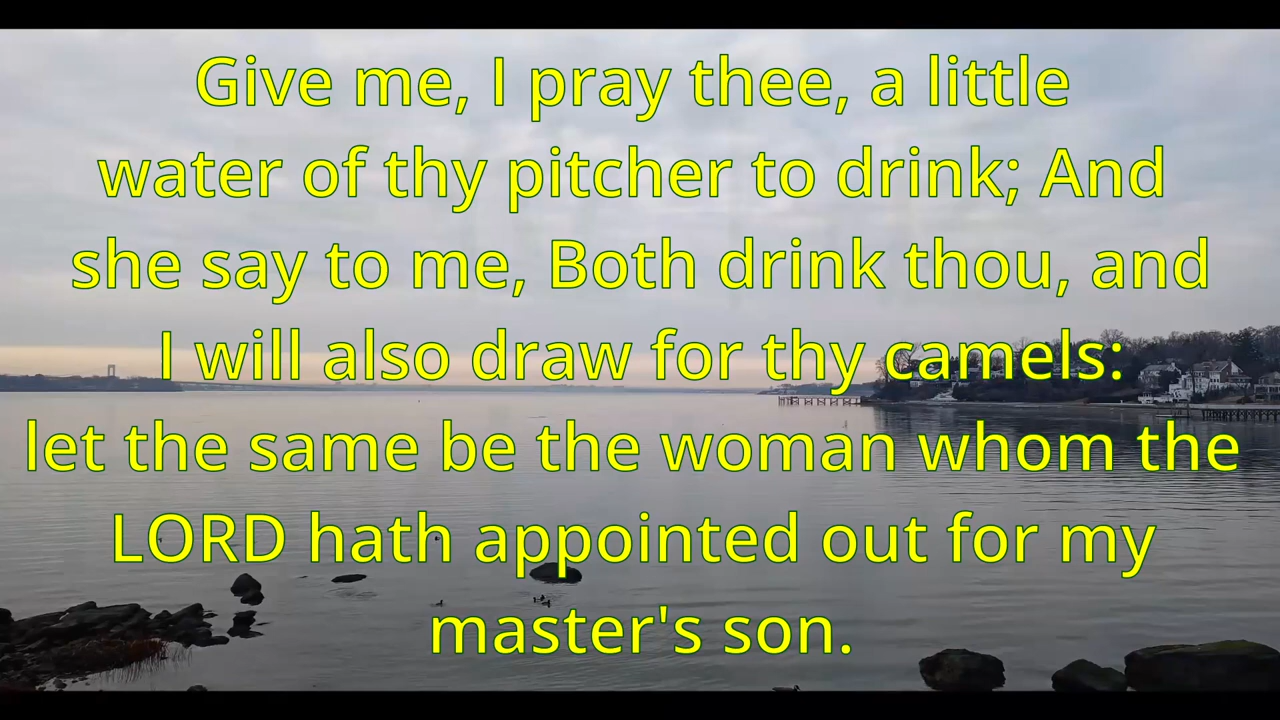 Give me, I pray thee, a little
water of thy pitcher to drink; And
she say to me, Both drink thou, and
I will also draw for thy camels:
let the same be the woman whom the
LORD hath appointed out for my
master's son.